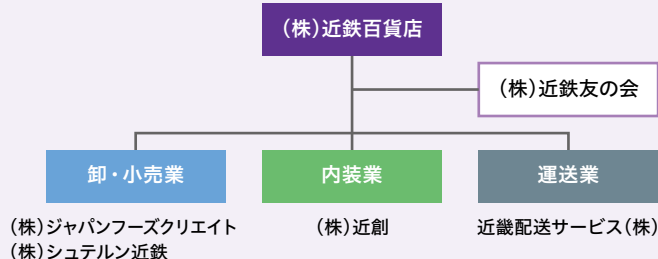 (株)近鉄百貨店
(株)近鉄友の会
卸・小売業
内装業
運送業
(株)ジャパンフーズクリエイト
(株)シュテルン近鉄
(株)近創
近畿配送サービス(株)